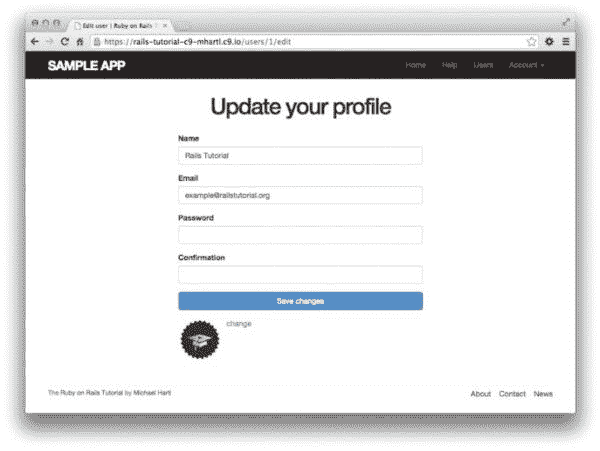 Edit user | Ruby on Rails T
https://rails-tutorial-c9-mhartl.c9.io/users/1/edit
SAMPLE APP Home Help Users Account
Update your profile
Name
Rails Tutorial
Email
example@railstutorial.org
Password
Confirmation
Save changes
change
The Ruby on Rails Tutorial by Michael Hartl About Contact News